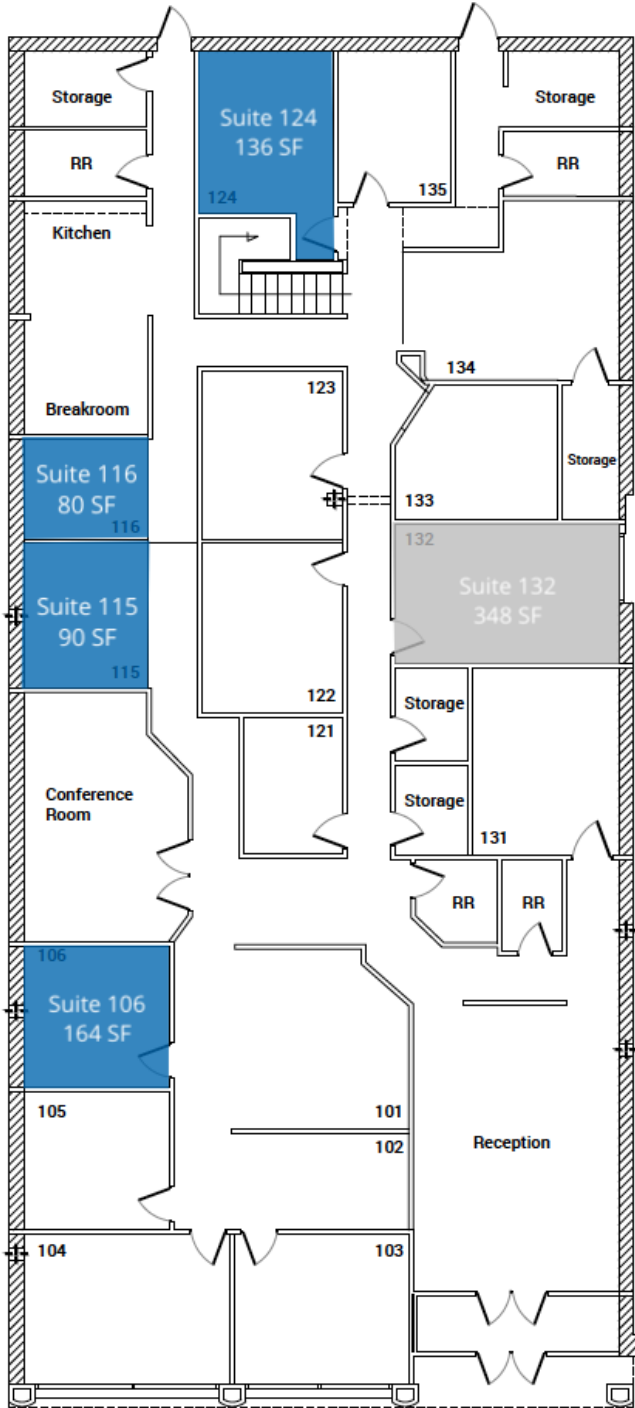 Storage
Suite 124
136 SF
124
135
Storage
RR
RR
Kitchen
Breakroom
134
123
Storage
133
Suite 116
80 SF
116
132
Suite 132
348 SF
Suite 115
90 SF
115
122
121
Storage
Conference
Room
Storage
131
RR
RR
106
Suite 106
164 SF
105
101
102
Reception
104
103